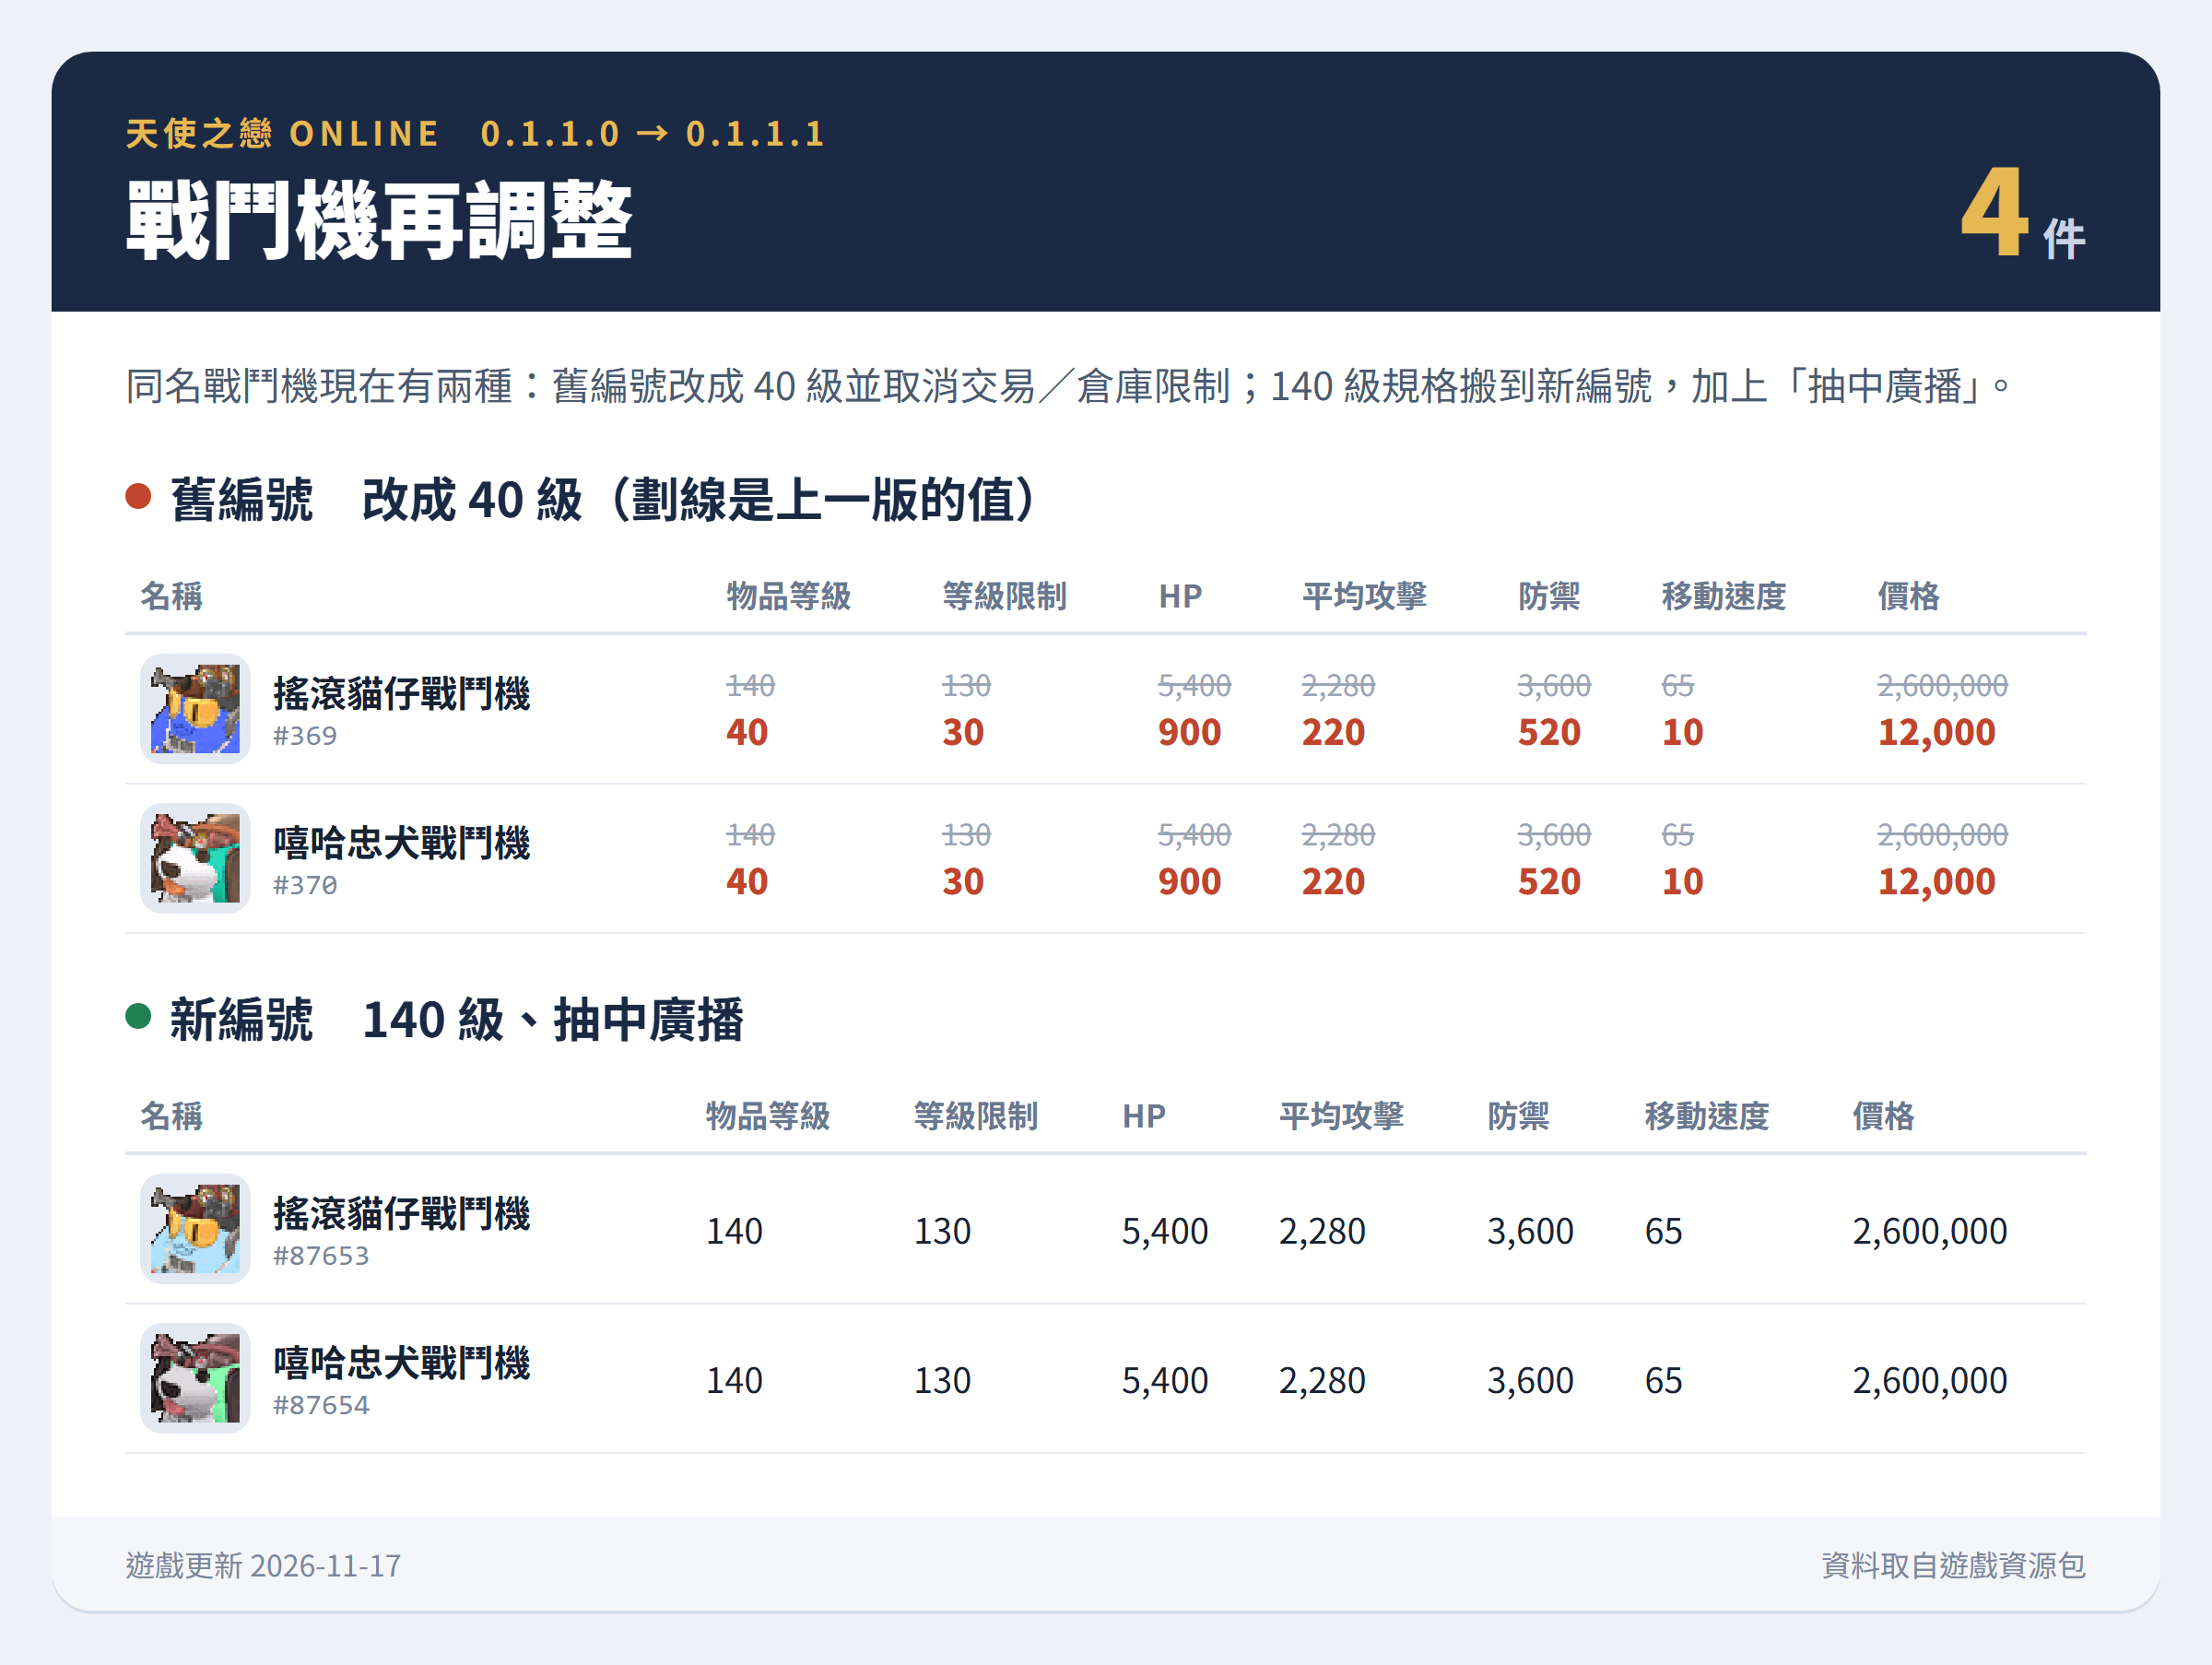 天使之戀 ONLINE　0.1.1.0 → 0.1.1.1
戰鬥機再調整
4 件
同名戰鬥機現在有兩種：舊編號改成 40 級並取消交易／倉庫限制；140 級規格搬到新編號，加上「抽中廣播」。
舊編號　改成 40 級（劃線是上一版的值）
名稱 物品等級 等級限制 HP 平均攻擊 防禦 移動速度 價格
搖滾貓仔戰鬥機 140 130 5,400 2,280 3,600 65 2,600,000
#369 40 30 900 220 520 10 12,000
嘻哈忠犬戰鬥機 140 130 5,400 2,280 3,600 65 2,600,000
#370 40 30 900 220 520 10 12,000
新編號　140 級、抽中廣播
名稱 物品等級 等級限制 HP 平均攻擊 防禦 移動速度 價格
搖滾貓仔戰鬥機 140 130 5,400 2,280 3,600 65 2,600,000
#87653
嘻哈忠犬戰鬥機 140 130 5,400 2,280 3,600 65 2,600,000
#87654
遊戲更新 2026-11-17 資料取自遊戲資源包